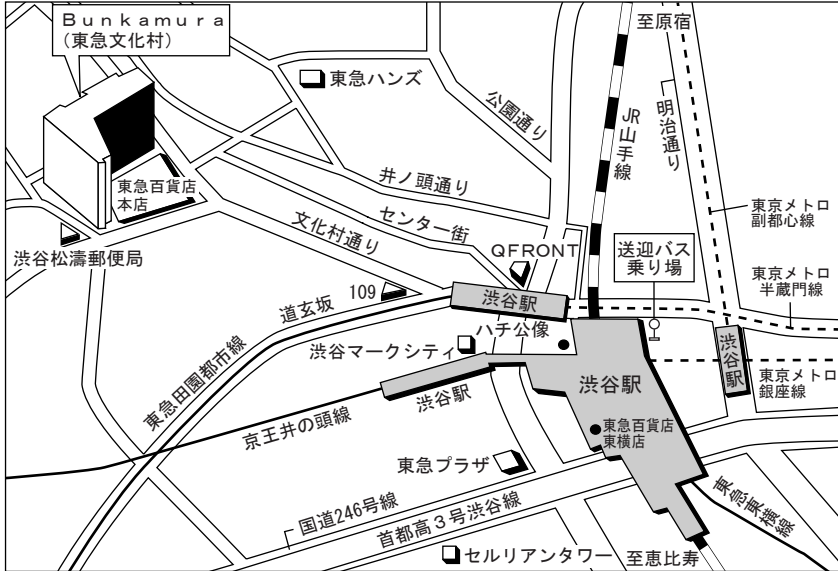 Bunkamura
(東急文化村)
至原宿
東急ハンズ
公園通り
JR山手線
明治通り
井ノ頭通り
東急百貨店
本店
センター街
文化村通り
東京メトロ
副都心線
渋谷松濤郵便局
QFRONT
送迎バス
乗り場
東京メトロ
半蔵門線
109
道玄坂
渋谷駅
ハチ公像
渋谷マークシティ
渋谷駅
渋谷駅
渋谷駅
東京メトロ
銀座線
東急田園都市線
京王井の頭線
東急百貨店
東横店
東急プラザ
国道246号線
首都高3号渋谷線
東急東横線
セルリアンタワー
至恵比寿